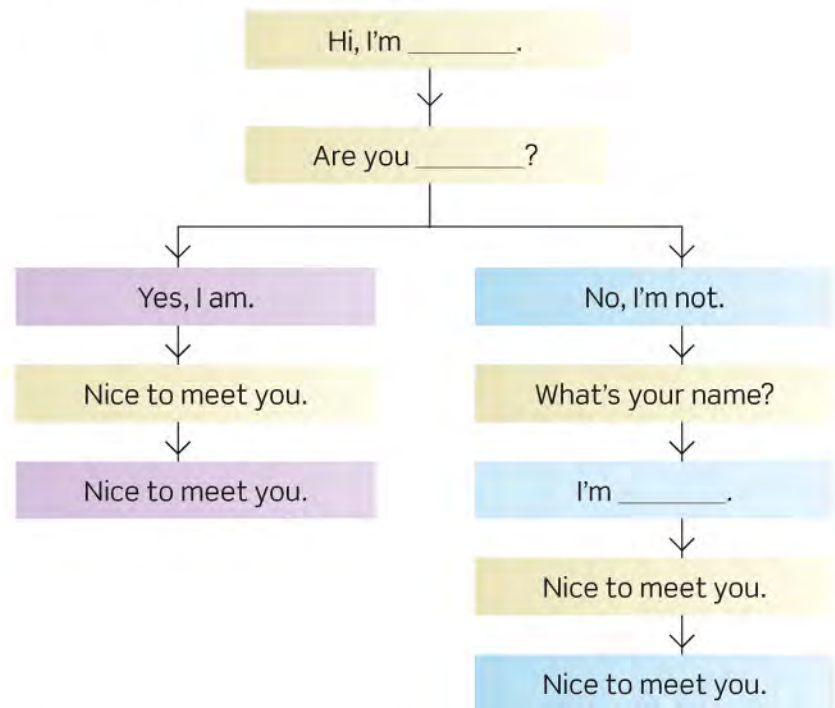 Hi, I'm ________.
Are you ________?
Yes, I am.
Nice to meet you.
Nice to meet you.
No, I'm not.
What's your name?
I'm ________.
Nice to meet you.
Nice to meet you.